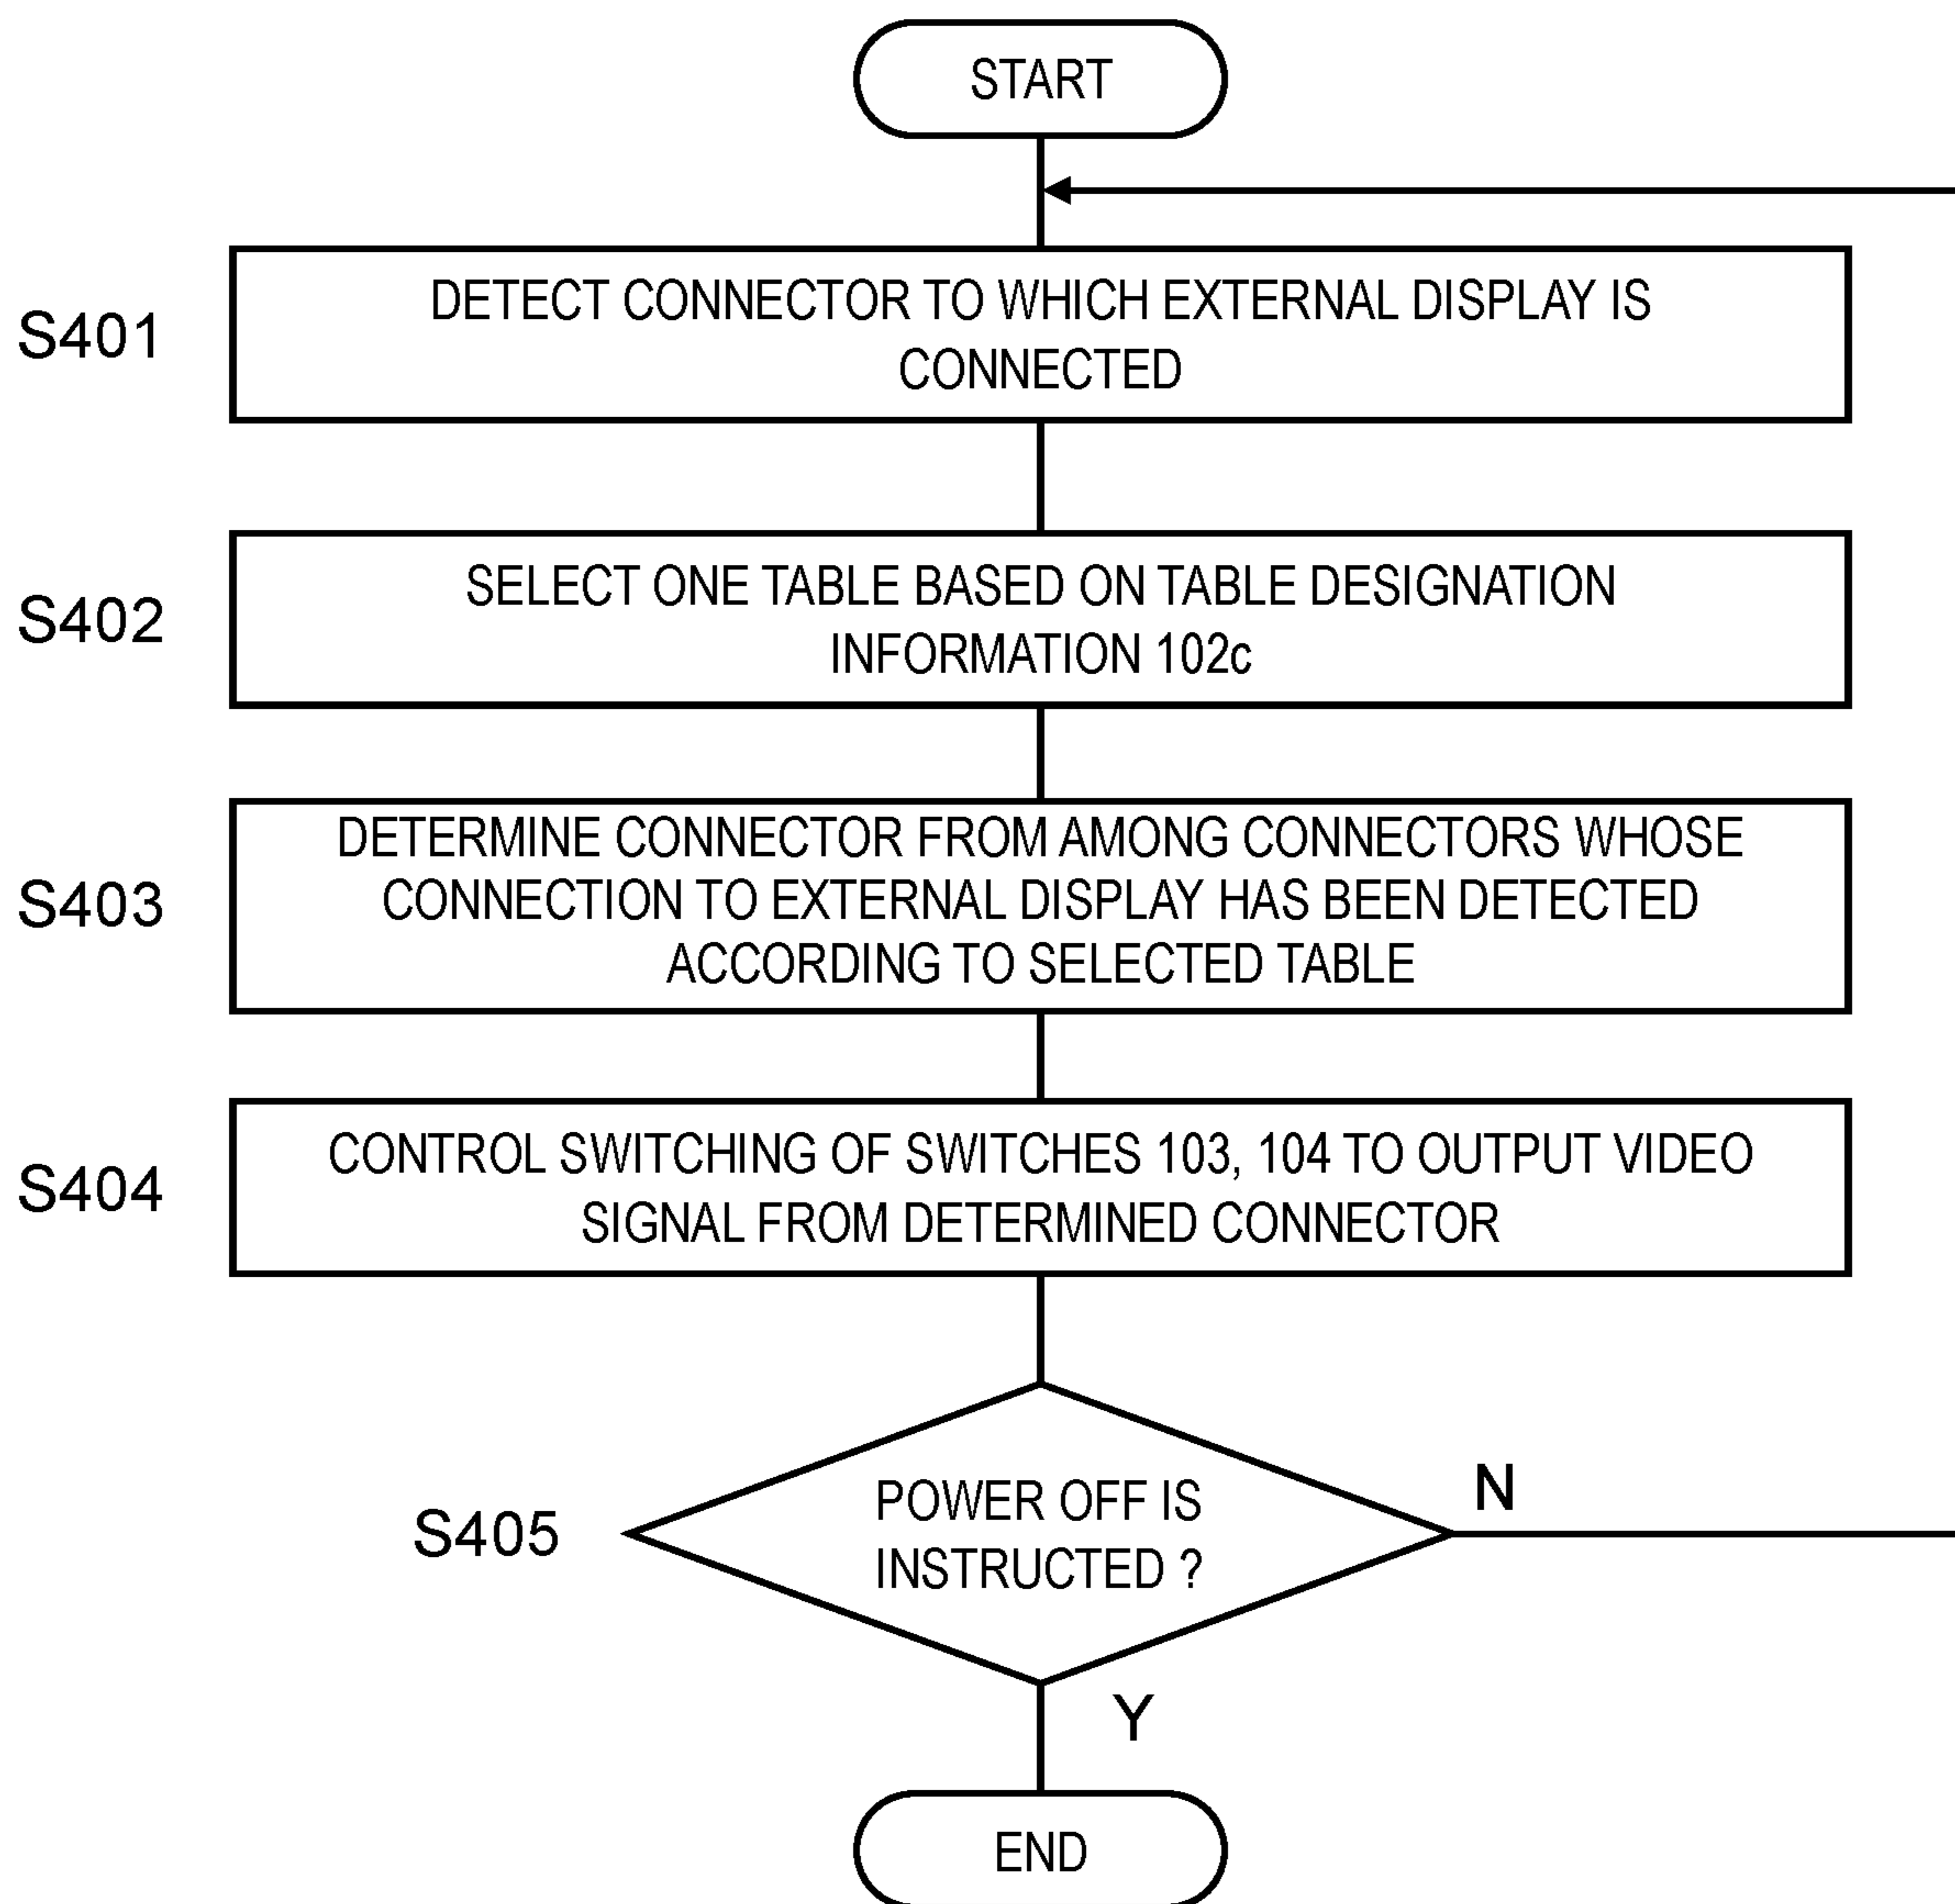 START
S401
DETECT CONNECTOR TO WHICH EXTERNAL DISPLAY IS
CONNECTED
S402
SELECT ONE TABLE BASED ON TABLE DESIGNATION
INFORMATION 102c
S403
DETERMINE CONNECTOR FROM AMONG CONNECTORS WHOSE
CONNECTION TO EXTERNAL DISPLAY HAS BEEN DETECTED
ACCORDING TO SELECTED TABLE
S404
CONTROL SWITCHING OF SWITCHES 103, 104 TO OUTPUT VIDEO
SIGNAL FROM DETERMINED CONNECTOR
S405
POWER OFF IS
INSTRUCTED ?
N
Y
END